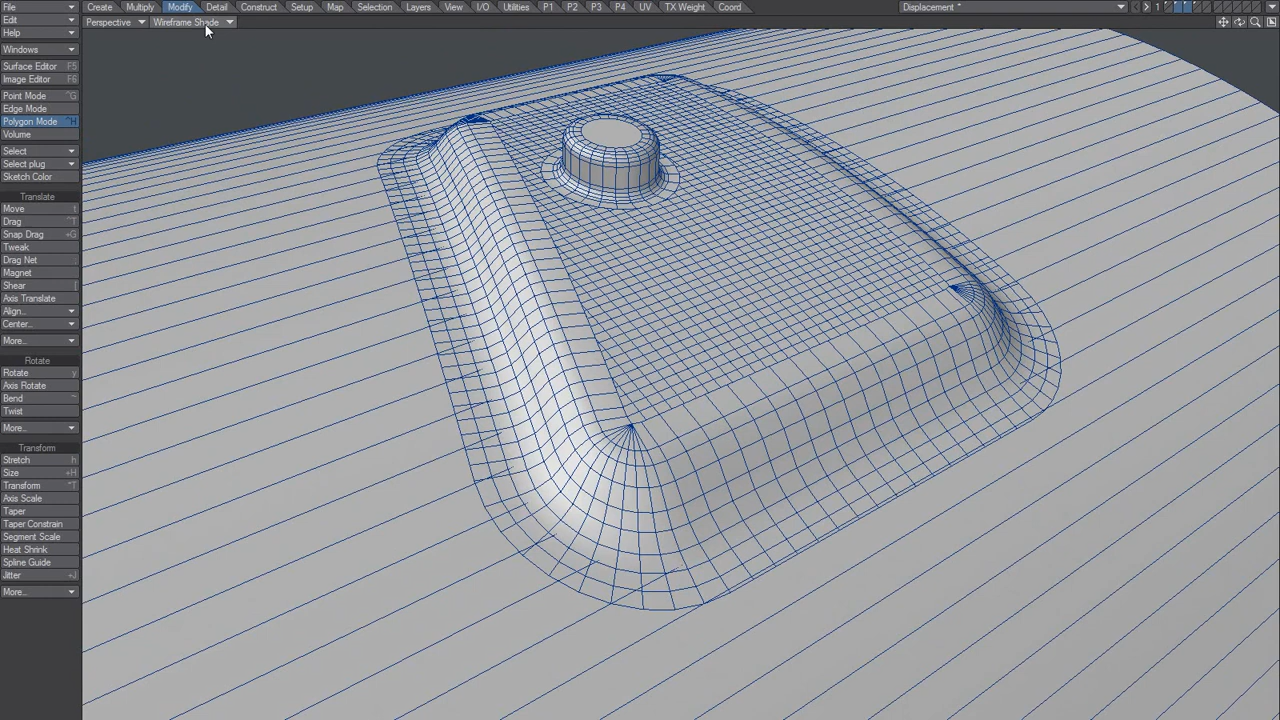 File Create Multiply Modify Detail Construct Setup Map Selection Layers View I/O Utilities P1 P2 P3 P4 UV TX Weight Coord Displacement * 1
Edit Perspective Wireframe Shade
Help
Windows
Surface Editor F5
Image Editor F6
Point Mode ^G
Edge Mode
Polygon Mode ^H
Volume
Select
Select plug
Sketch Color
Translate
Move t
Drag ^T
Snap Drag +G
Tweak
Drag Net
Magnet
Shear [
Axis Translate
Align...
Center...
More...
Rotate
Rotate y
Axis Rotate
Bend ~
Twist
More...
Transform
Stretch h
Size +H
Transform ^T
Axis Scale
Taper
Taper Constrain
Segment Scale
Heat Shrink
Spline Guide
Jitter +J
More...